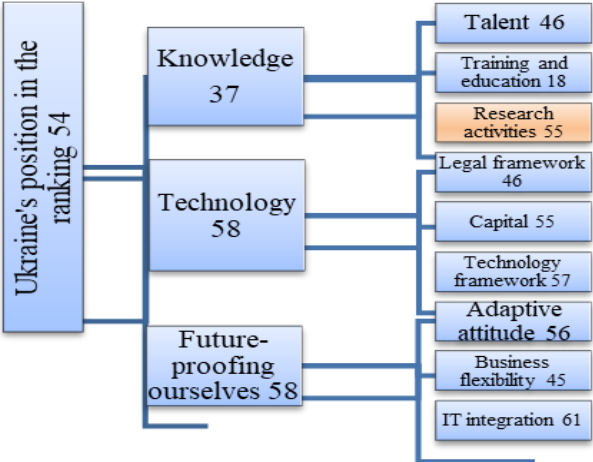 Ukraine's position in the
ranking 54
Knowledge
37
Talent 46
Training and
education 18
Research
activities 55
Technology
58
Legal framework
46
Capital 55
Technology
framework 57
Future-
proofing
ourselves 58
Adaptive
attitude 56
Business
flexibility 45
IT integration 61